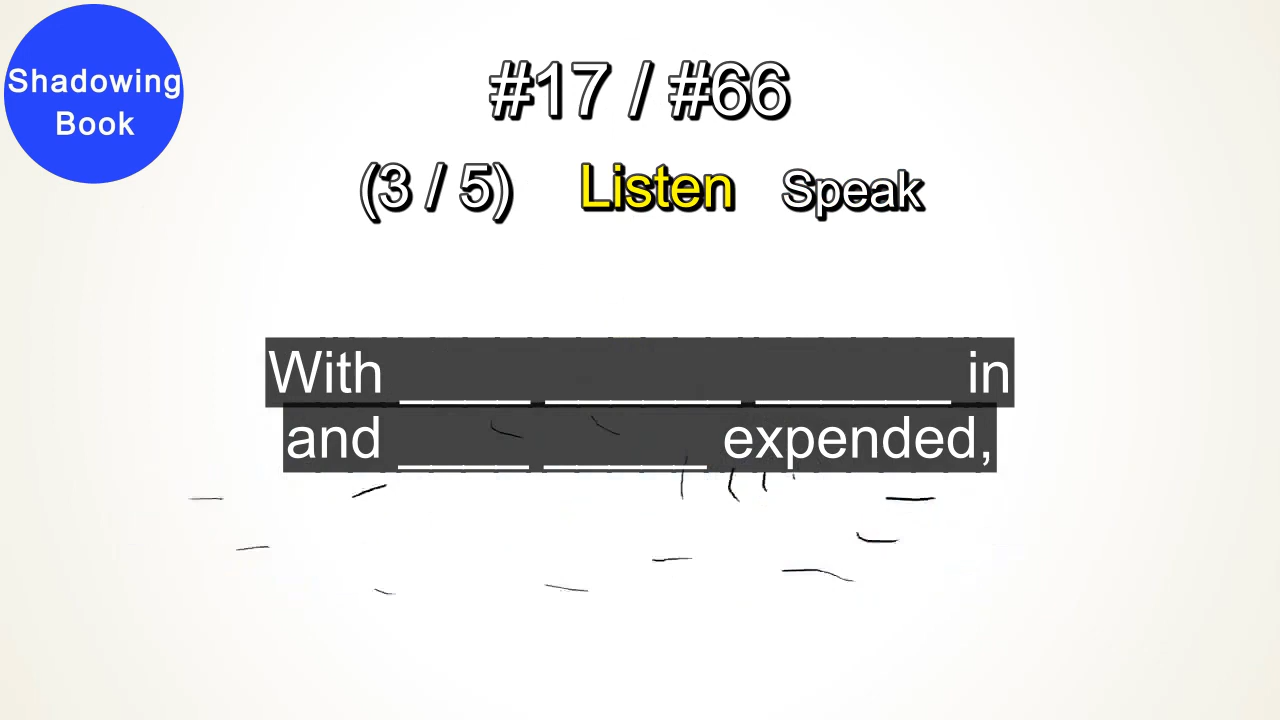 Shadowing
Book
#17 / #66
(3 / 5) Listen Speak
With ____ ______ ______ in
and ____ _____ expended,